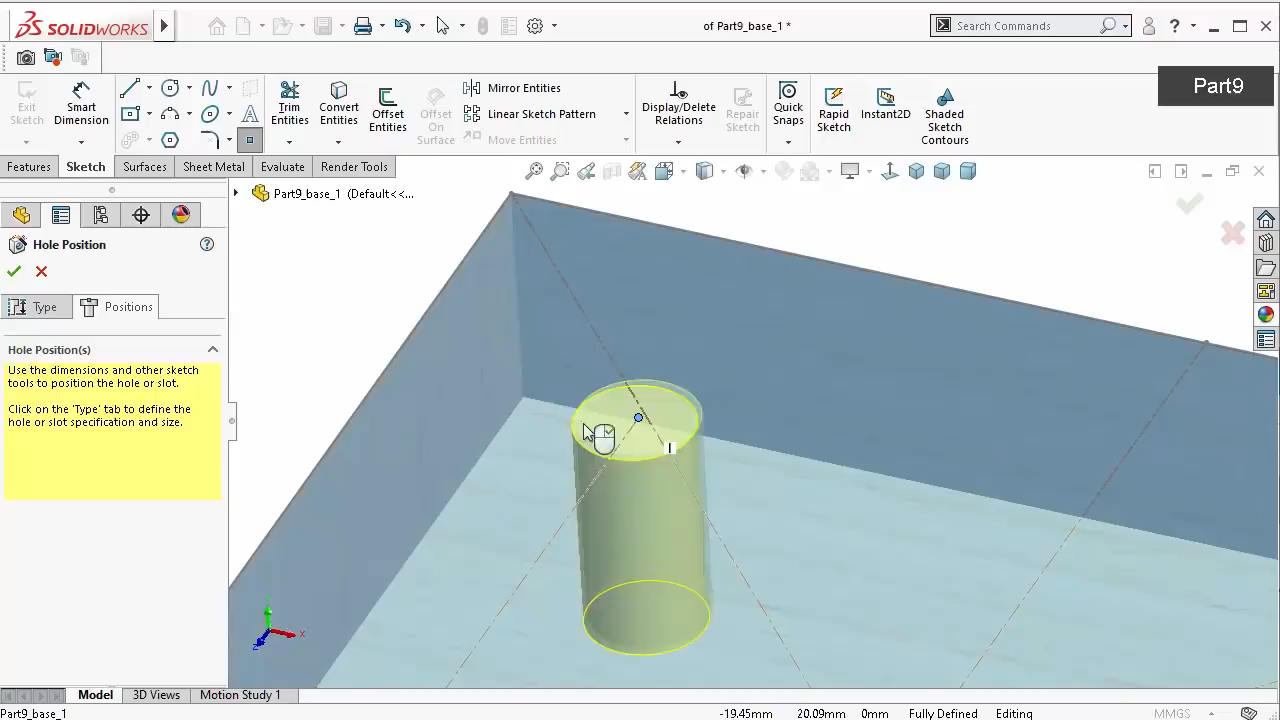 SOLIDWORKS
of Part9_base_1 *
Search Commands
?
Part9
Exit Sketch
Smart Dimension
Trim Entities
Convert Entities
Offset Entities
Offset On Surface
Mirror Entities
Linear Sketch Pattern
Move Entities
Display/Delete Relations
Repair Sketch
Quick Snaps
Rapid Sketch
Instant2D
Shaded Sketch Contours
Features
Sketch
Surfaces
Sheet Metal
Evaluate
Render Tools
Part9_base_1 (Default<<...
Hole Position
?
Type
Positions
Hole Position(s)
Use the dimensions and other sketch
tools to position the hole or slot.
Click on the 'Type' tab to define the
hole or slot specification and size.
x
z
Model
3D Views
Motion Study 1
Part9_base_1
-19.45mm
20.09mm
0mm
Fully Defined
Editing
MMGS